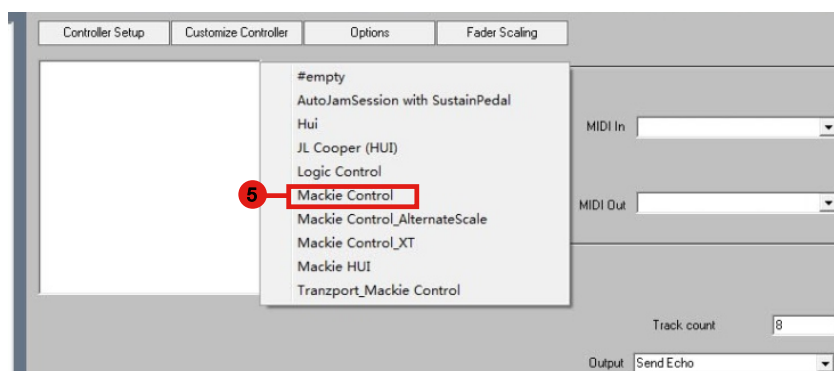 Controller Setup Customize Controller Options Fader Scaling
#empty
AutoJamSession with SustainPedal
Hui
MIDI In
JL Cooper (HUI)
Logic Control
5 Mackie Control
MIDI Out
Mackie Control_AlternateScale
Mackie Control_XT
Mackie HUI
Tranzport_Mackie Control
Track count 8
Output Send Echo